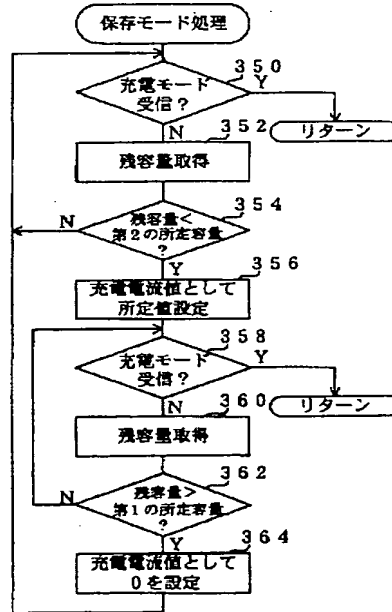 保存モード処理
350
充電モード
受信?
Y
N
リターン
352
残容量取得
354
残容量<
第2の所定容量
?
N
Y
356
充電電流値として
所定値設定
358
充電モード
受信?
Y
N
リターン
360
残容量取得
362
残容量>
第1の所定容量
?
N
Y
364
充電電流値として
0を設定